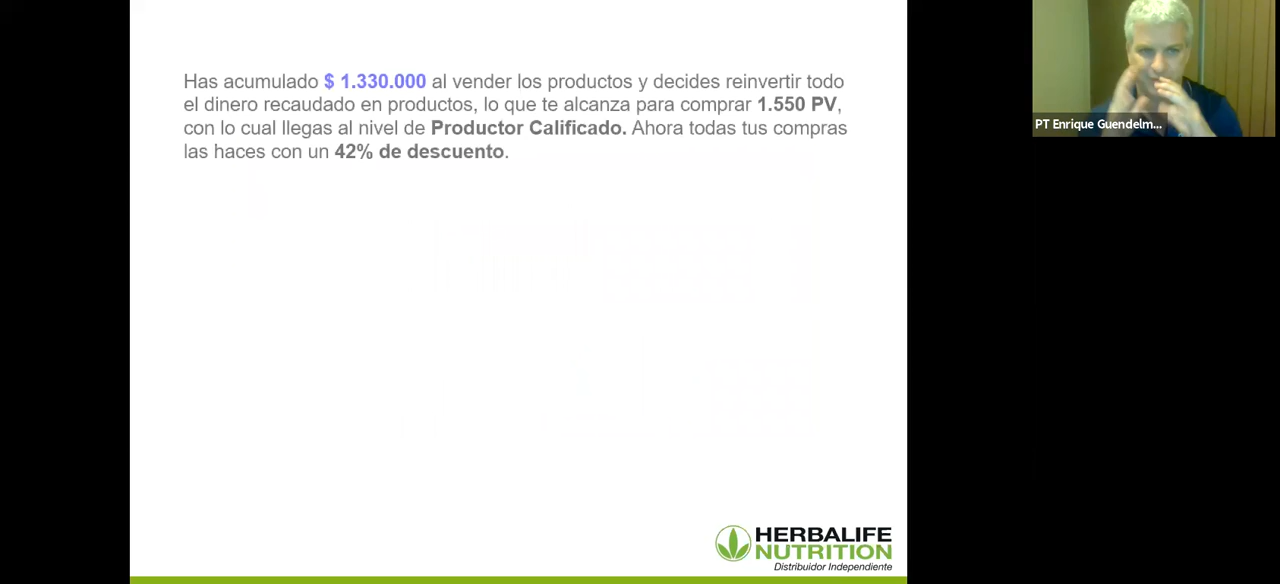 Has acumulado $ 1.330.000 al vender los productos y decides reinvertir todo
el dinero recaudado en productos, lo que te alcanza para comprar 1.550 PV,
con lo cual llegas al nivel de Productor Calificado. Ahora todas tus compras
las haces con un 42% de descuento.
PT Enrique Guendelm...
HERBALIFE
NUTRITION
Distribuidor Independiente